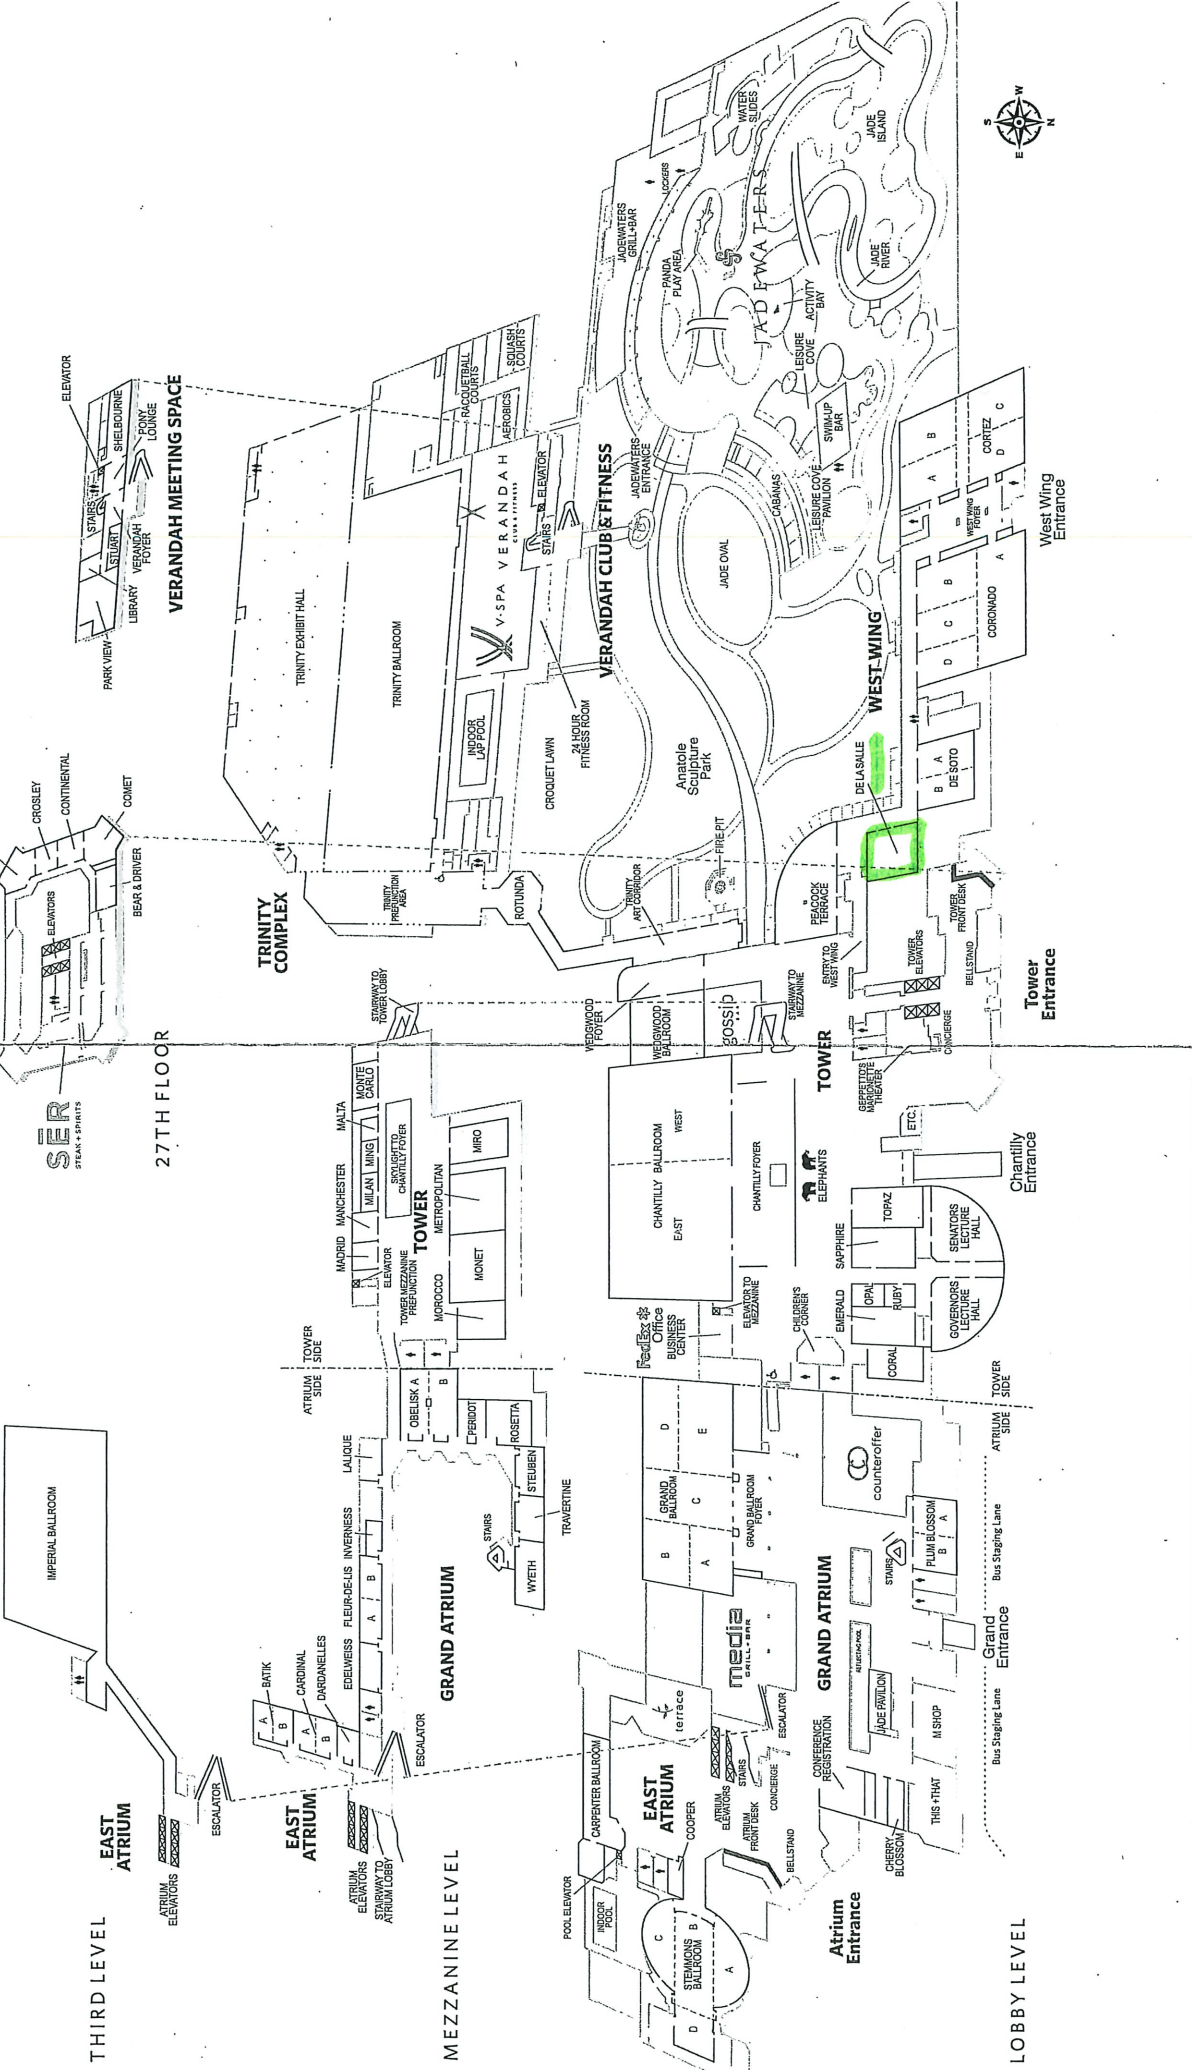 THIRD LEVEL
IMPERIAL BALLROOM
EAST
ATRIUM
ATRIUM
ELEVATORS
ESCALATOR
27TH FLOOR
SĒR
STEAK + SPIRITS
ELEVATORS
CROSLEY
CONTINENTAL
COMET
BEAR & DRIVER
ELEVATOR
STAIRS
SHELBOURNE
PONY
LOUNGE
STUART
VERANDAH
FOYER
LIBRARY
PARK VIEW
VERANDAH MEETING SPACE
MEZZANINE LEVEL
EAST
ATRIUM
ATRIUM
ELEVATORS
STAIRWAY TO
ATRIUM LOBBY
ESCALATOR
BATIK
A
B
CARDINAL
A
B
DARDANELLES
EDELWEISS
FLEUR-DE-LIS
A
B
INVERNESS
LALIQUE
GRAND ATRIUM
STAIRS
WYETH
TRAVERTINE
STEUBEN
ROSETTA
PERIDOT
OBELISK A
B
ATRIUM
SIDE
TOWER
SIDE
MADRID
MANCHESTER
MALTA
MILAN
MING
MONTE
CARLO
ELEVATOR
TOWER MEZZANINE
PREFUNCTION
SKYLIGHT TO
CHANTILLY FOYER
TOWER
MOROCCO
METROPOLITAN
MONET
MIRO
STAIRWAY TO
TOWER LOBBY
TRINITY
COMPLEX
TRINITY EXHIBIT HALL
TRINITY BALLROOM
TRINITY
PREFUNCTION
AREA
ROTUNDA
INDOOR
LAP POOL
V·SPA
VERANDAH
CLUB & FITNESS
RACQUETBALL
COURTS
SQUASH
COURTS
AEROBICS
STAIRS
ELEVATOR
CROQUET LAWN
24 HOUR
FITNESS ROOM
VERANDAH CLUB & FITNESS
JADEWATERS
ENTRANCE
JADEWATERS
GRILL+BAR
LOCKERS
WATER
SLIDES
PANDA
PLAY AREA
JADEWATERS
ACTIVITY
BAY
JADE
RIVER
JADE
ISLAND
LEISURE
COVE
SWIM-UP
BAR
CABANAS
LEISURE COVE
PAVILION
JADE OVAL
Anatole
Sculpture
Park
FIRE PIT
TRINITY
ART CORRIDOR
LOBBY LEVEL
POOL ELEVATOR
INDOOR
POOL
CARPENTER BALLROOM
EAST
ATRIUM
COOPER
STEMMONS
BALLROOM
A
B
C
D
terrace
ATRIUM
ELEVATORS
STAIRS
ATRIUM
FRONT DESK
CONCIERGE
BELLSTAND
ESCALATOR
Atrium
Entrance
media
GRILL + BAR
GRAND
BALLROOM
A
B
C
D
E
GRAND BALLROOM
FOYER
GRAND ATRIUM
CONFERENCE
REGISTRATION
REFLECTING POOL
JADE PAVILION
CHERRY
BLOSSOM
THIS +THAT
M SHOP
STAIRS
PLUM BLOSSOM
B
A
counteroffer
Grand
Entrance
Bus Staging Lane
Bus Staging Lane
ATRIUM
SIDE
TOWER
SIDE
FedEx
Office
BUSINESS
CENTER
ELEVATOR TO
MEZZANINE
CHILDREN'S
CORNER
CHANTILLY BALLROOM
EAST
WEST
CHANTILLY FOYER
ELEPHANTS
CORAL
EMERALD
OPAL
RUBY
SAPPHIRE
TOPAZ
GOVERNORS
LECTURE
HALL
SENATORS
LECTURE
HALL
ETC.
Chantilly
Entrance
WEDGWOOD
FOYER
WEDGWOOD
BALLROOM
gossip
STAIRWAY TO
MEZZANINE
TOWER
GEPPETTO'S
MARIONETTE
THEATER
CONCIERGE
TOWER
ELEVATORS
ENTRY TO
WEST WING
PEACOCK
TERRACE
TOWER
FRONT DESK
BELLSTAND
Tower
Entrance
WEST WING
DE LA SALLE
B
A
DE SOTO
CORONADO
A
B
C
D
WEST WING
FOYER
CORTEZ
A
B
C
D
West Wing
Entrance
S
W
N
E